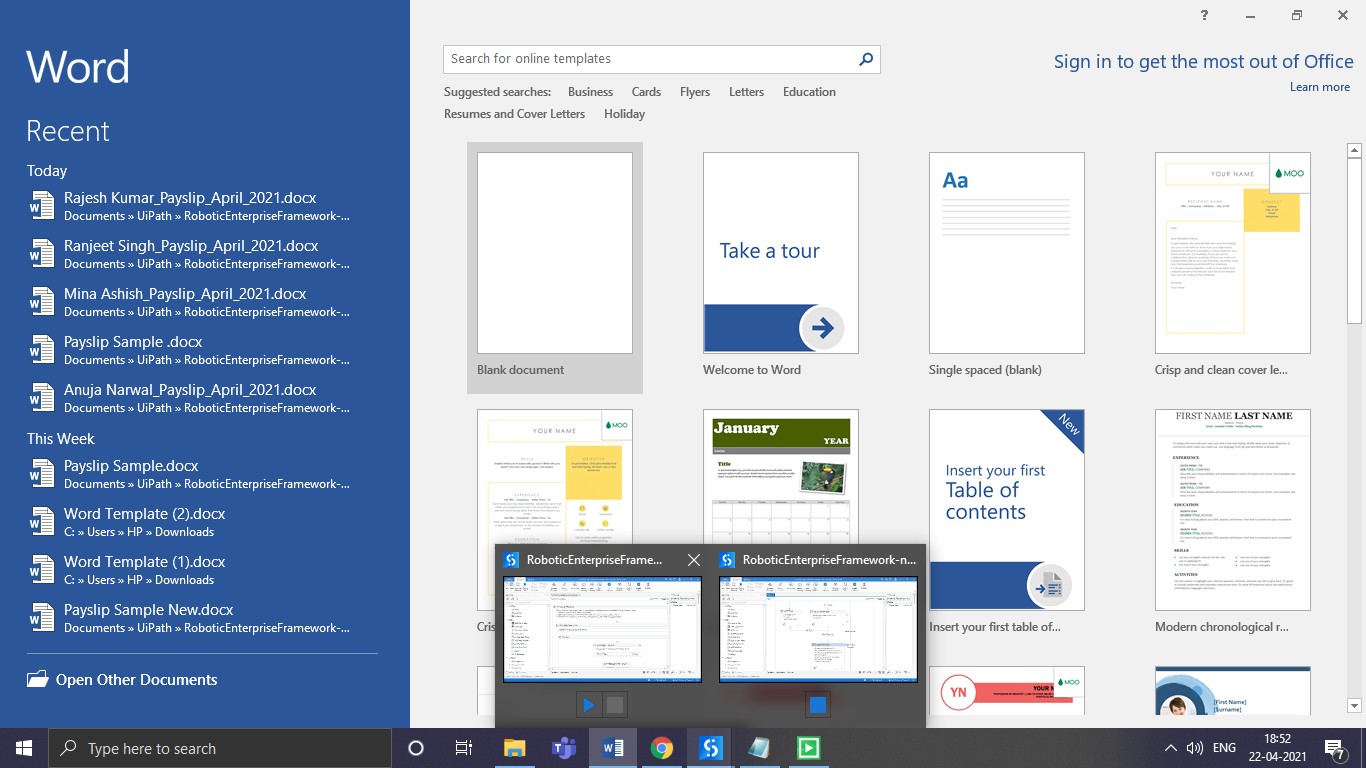 Word
Recent
Today
Rajesh Kumar_Payslip_April_2021.docx
Documents » UiPath » RoboticEnterpriseFramework-...
Ranjeet Singh_Payslip_April_2021.docx
Documents » UiPath » RoboticEnterpriseFramework-...
Mina Ashish_Payslip_April_2021.docx
Documents » UiPath » RoboticEnterpriseFramework-...
Payslip Sample .docx
Documents » UiPath » RoboticEnterpriseFramework-...
Anuja Narwal_Payslip_April_2021.docx
Documents » UiPath » RoboticEnterpriseFramework-...
This Week
Payslip Sample.docx
Documents » UiPath » RoboticEnterpriseFramework-...
Word Template (2).docx
C: » Users » HP » Downloads
Word Template (1).docx
C: » Users » HP » Downloads
Payslip Sample New.docx
Documents » UiPath » RoboticEnterpriseFramework-...
Open Other Documents
Search for online templates
Sign in to get the most out of Office
Learn more
Suggested searches: Business Cards Flyers Letters Education
Resumes and Cover Letters Holiday
Take a tour
Aa
YOUR NAME
MOO
Blank document
Welcome to Word
Single spaced (blank)
Crisp and clean cover le...
YOUR NAME
MOO
January
YEAR
Title
New
Insert your first
Table of
contents
FIRST NAME LAST NAME
EXPERIENCE
EDUCATION
SKILLS
ACTIVITIES
Insert your first table of...
Modern chronological r...
RoboticEnterpriseFrame...
RoboticEnterpriseFramework-n...
YN
MOO
[First Name]
[Surname]
Type here to search
ENG
18:52
22-04-2021
7